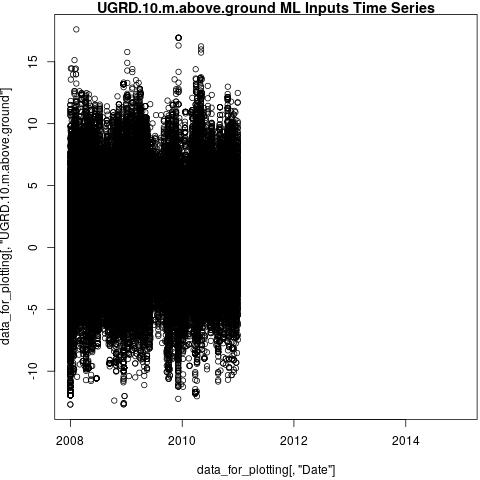 UGRD.10.m.above.ground ML Inputs Time Series
data_for_plotting[, "UGRD.10.m.above.ground"]
15
10
5
0
-5
-10
2008 2010 2012 2014
data_for_plotting[, "Date"]